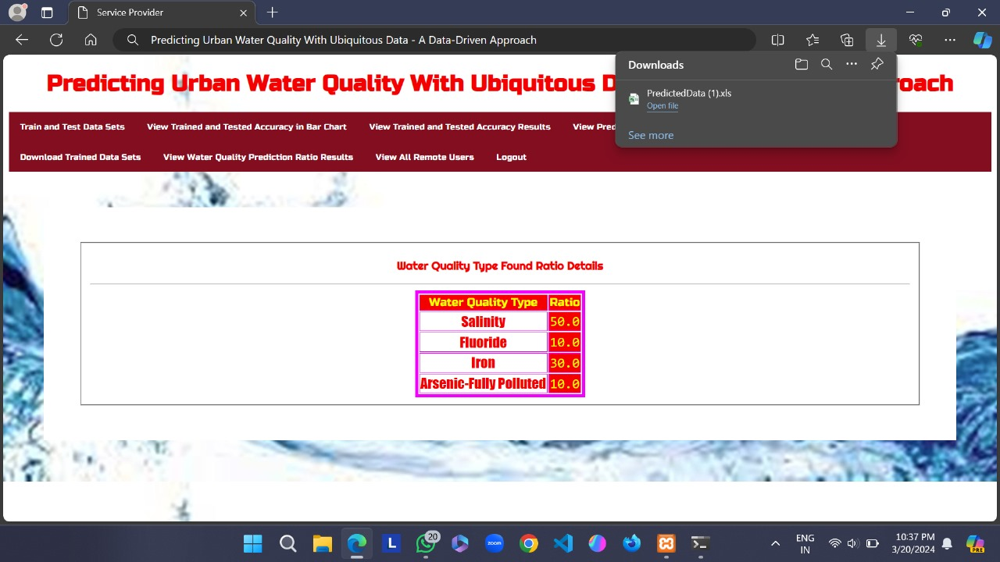 Service Provider
Predicting Urban Water Quality With Ubiquitous Data - A Data-Driven Approach
Downloads
PredictedData (1).xls
Open file
See more
Predicting Urban Water Quality With Ubiquitous D
roach
Train and Test Data Sets View Trained and Tested Accuracy in Bar Chart View Trained and Tested Accuracy Results View Pred
Download Trained Data Sets View Water Quality Prediction Ratio Results View All Remote Users Logout
Water Quality Type Found Ratio Details
Water Quality Type Ratio
Salinity 50.0
Fluoride 10.0
Iron 30.0
Arsenic-Fully Polluted 10.0
L
20
zoom
ENG
IN
10:37 PM
3/20/2024
PRE